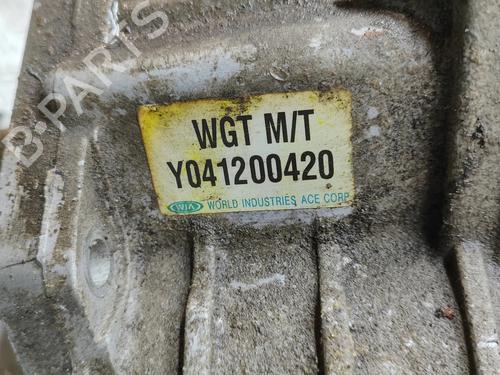 B-PARTS
WGT M/T
Y041200420
WIA WORLD INDUSTRIES ACE CORP